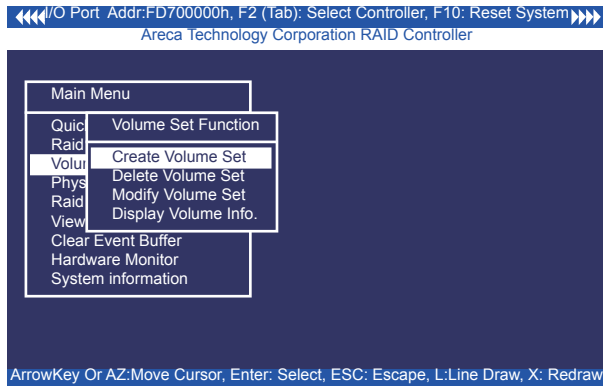 I/O Port Addr:FD700000h, F2 (Tab): Select Controller, F10: Reset System
Areca Technology Corporation RAID Controller
Main Menu
Quic
Volume Set Function
Raid
Create Volume Set
Volu
Delete Volume Set
Phys
Modify Volume Set
Raid
Display Volume Info.
View
Clear Event Buffer
Hardware Monitor
System information
ArrowKey Or AZ:Move Cursor, Enter: Select, ESC: Escape, L:Line Draw, X: Redraw